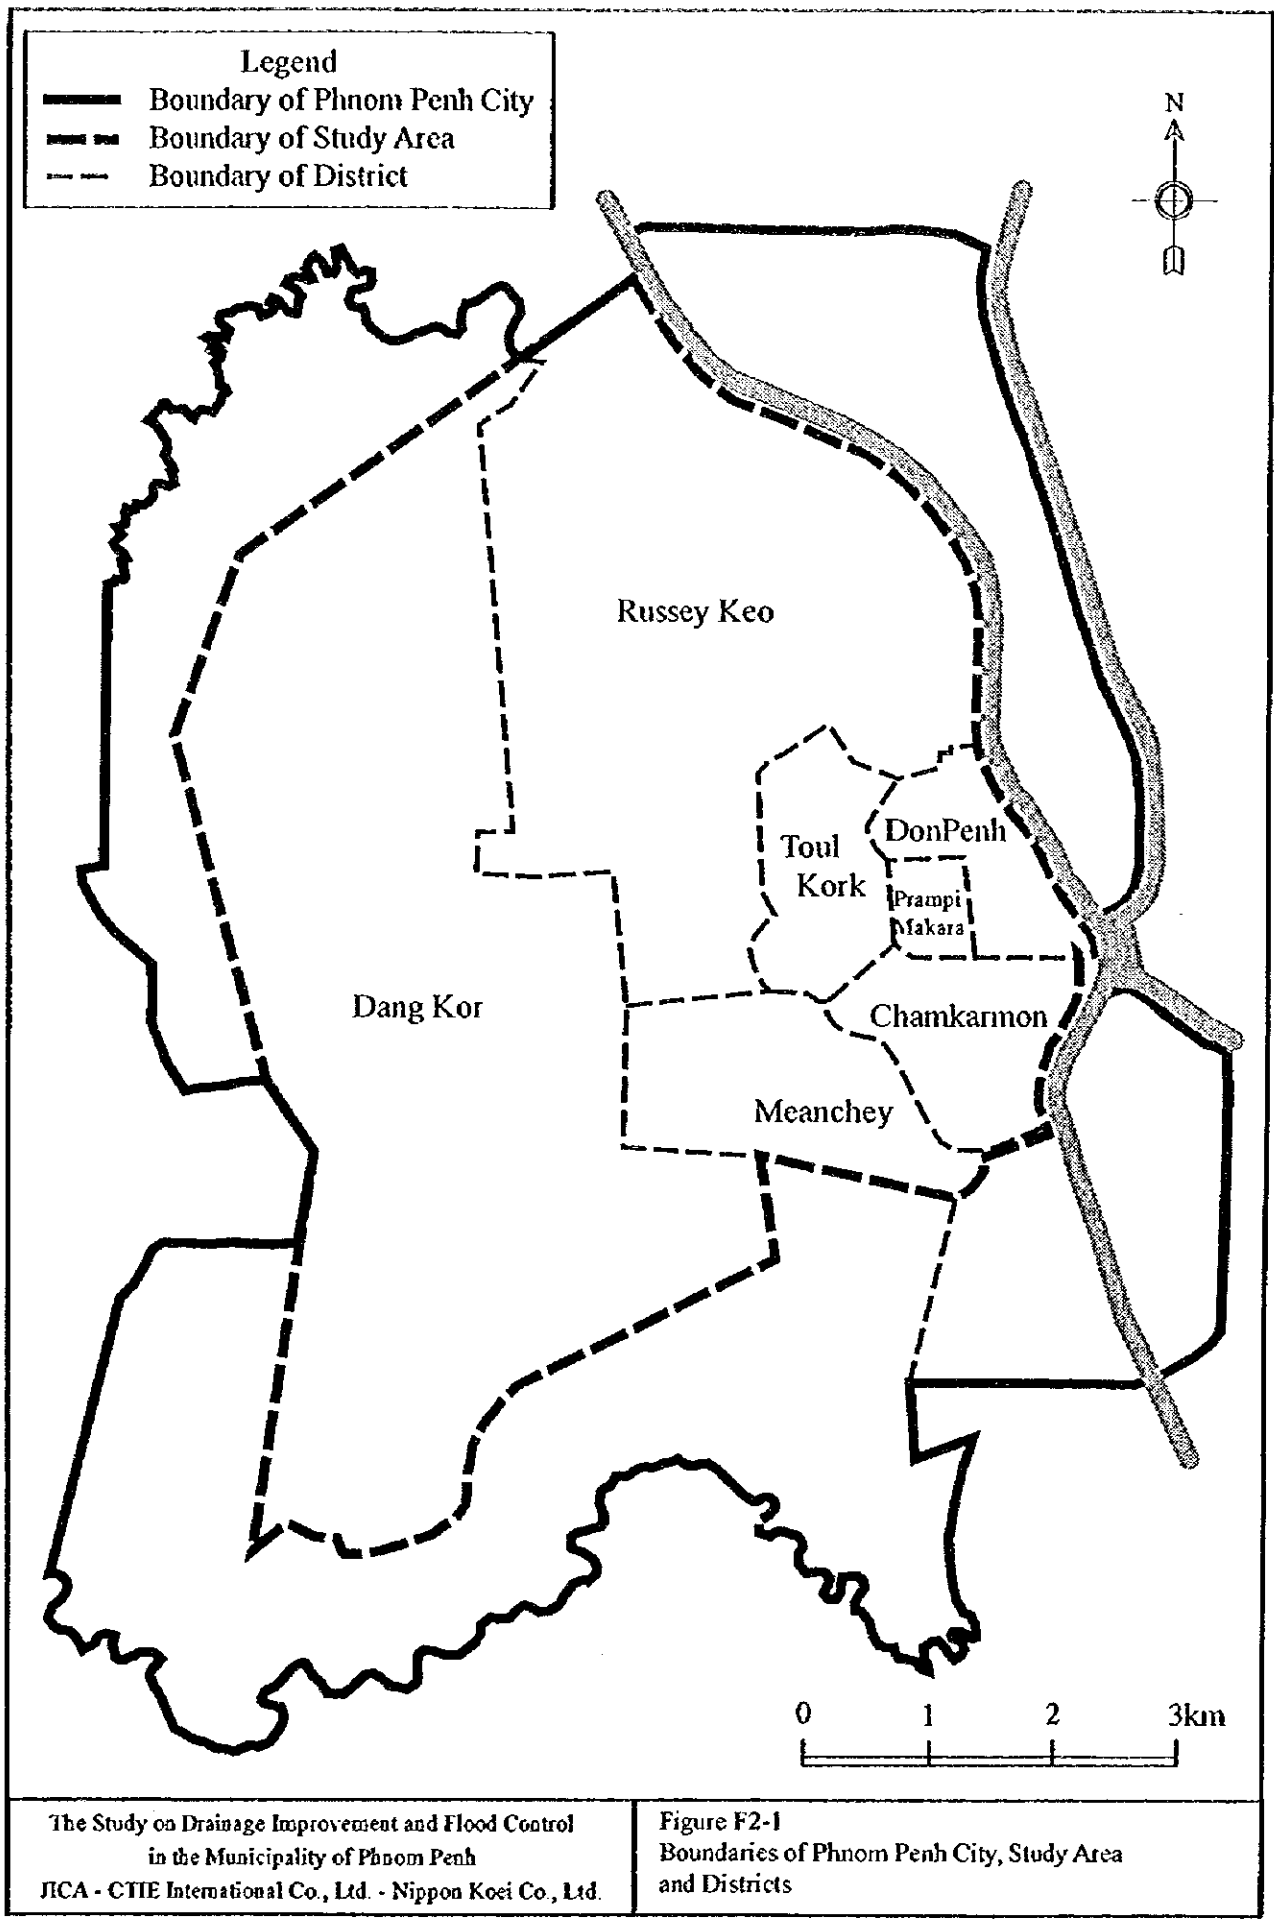 Legend
Boundary of Phnom Penh City
Boundary of Study Area
Boundary of District
N
Russey Keo
DonPenh
Toul
Kork
Prampi
Makara
Dang Kor
Chamkarmon
Meanchey
0 1 2 3km
The Study on Drainage Improvement and Flood Control
in the Municipality of Phnom Penh
JICA - CTIE International Co., Ltd. - Nippon Koei Co., Ltd.
Figure F2-1
Boundaries of Phnom Penh City, Study Area
and Districts